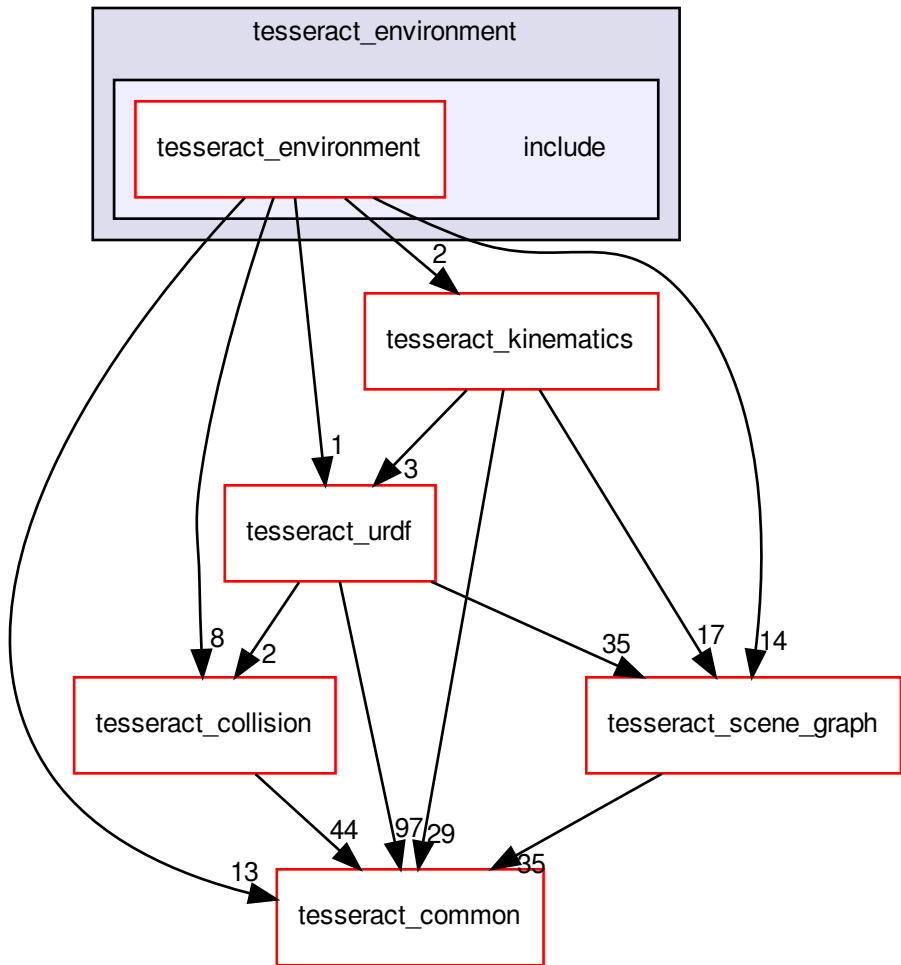 tesseract_environment
tesseract_environment
include
2
tesseract_kinematics
1
3
tesseract_urdf
8
2
35
17
14
tesseract_collision
tesseract_scene_graph
44
97
29
35
13
tesseract_common